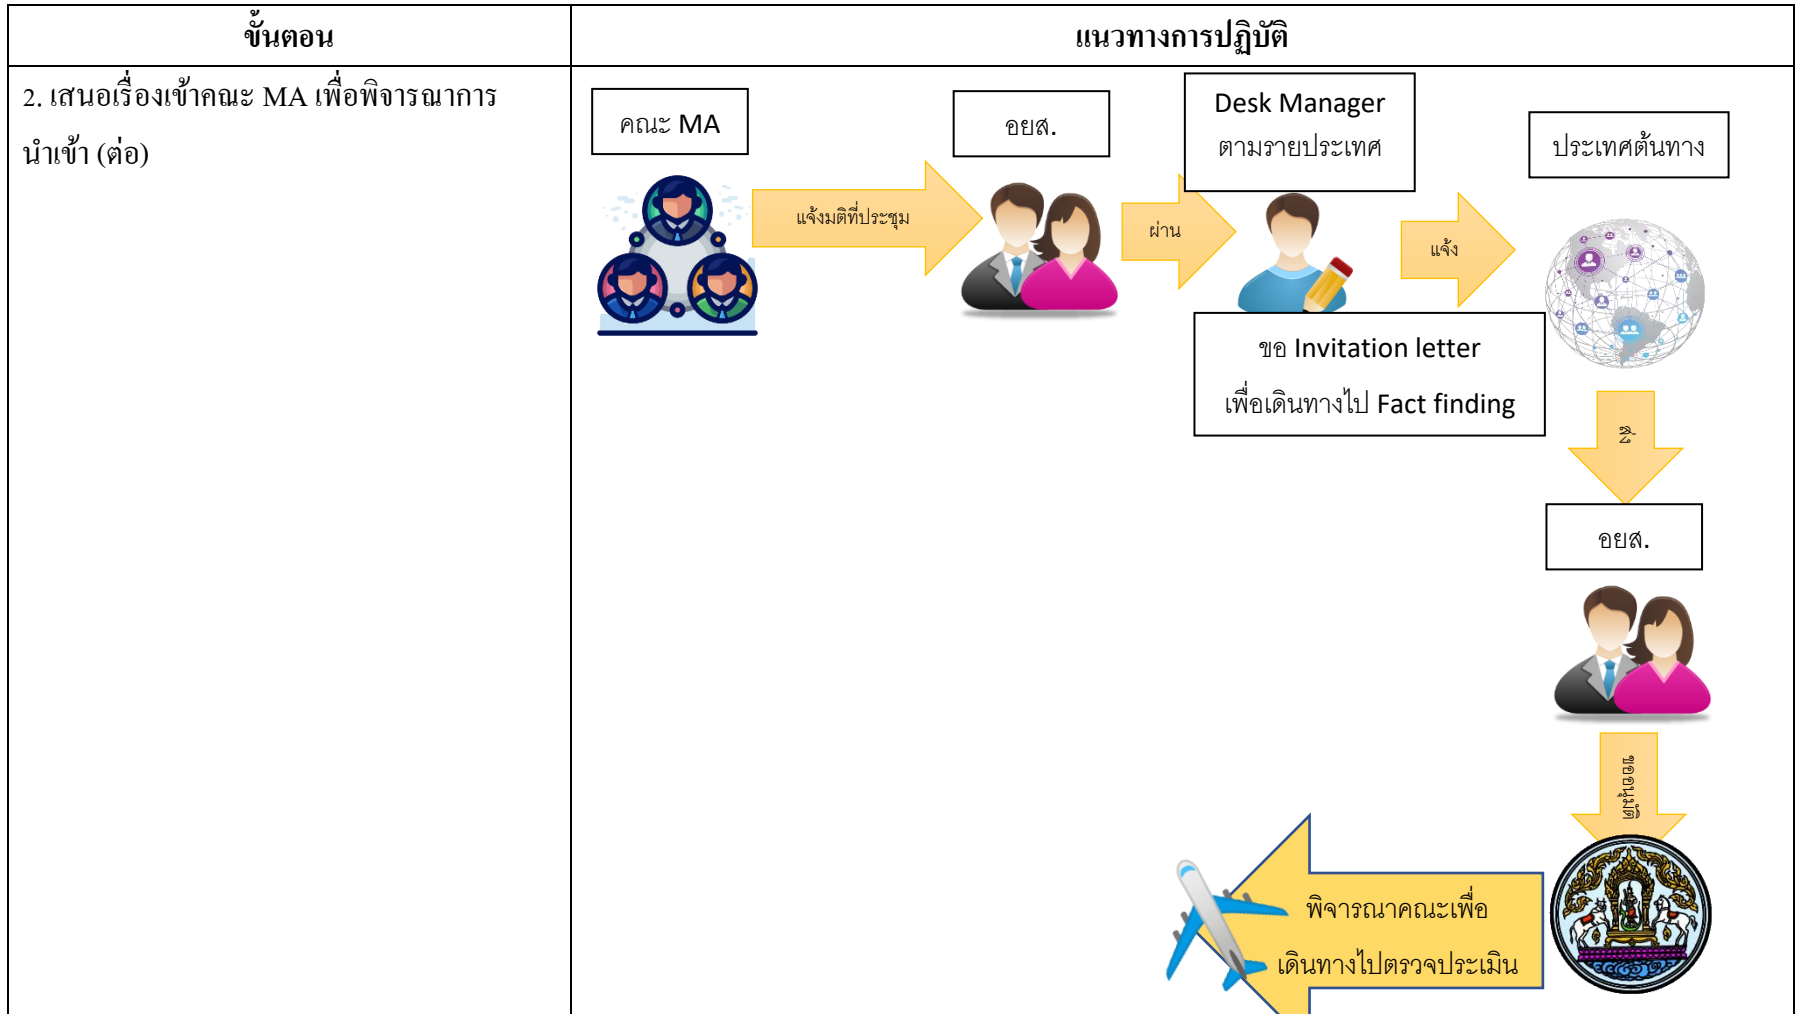 ขั้นตอน
แนวทางการปฏิบัติ
2. เสนอเรื่องเข้าคณะ MA เพื่อพิจารณาการ
นำเข้า (ต่อ)
คณะ MA
แจ้งมติที่ประชุม
อยส.
ผ่าน
Desk Manager
ตามรายประเทศ
แจ้ง
ประเทศต้นทาง
ขอ Invitation letter
เพื่อเดินทางไป Fact finding
ส่ง
อยส.
ขออนุมัติ
พิจารณาคณะเพื่อ
เดินทางไปตรวจประเมิน